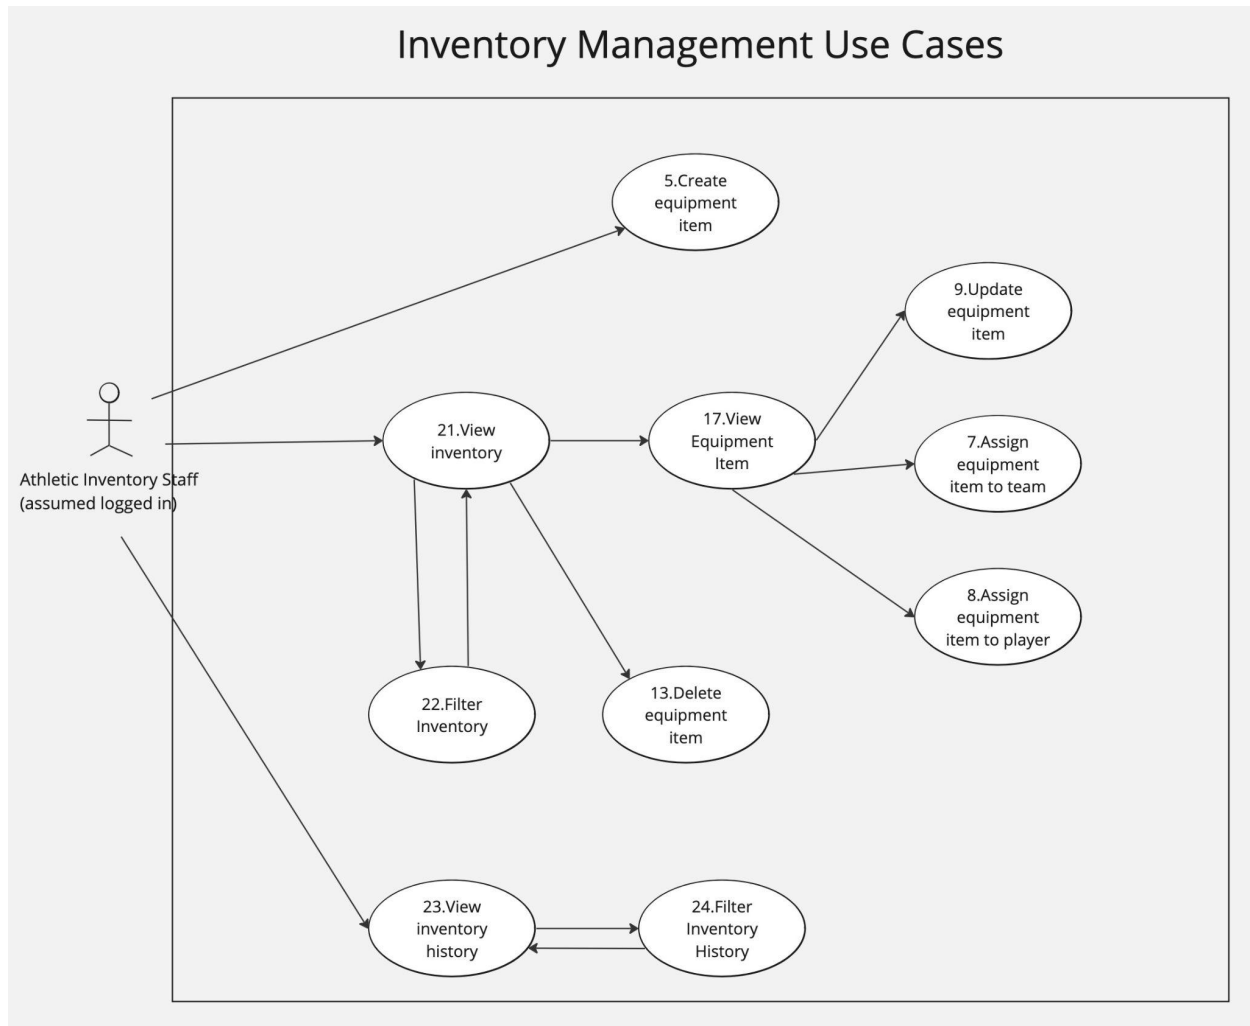 Inventory Management Use Cases
5.Create
equipment
item
9.Update
equipment
item
17.View
Equipment
Item
21.View
inventory
7.Assign
equipment
item to team
Athletic Inventory Staff
(assumed logged in)
8.Assign
equipment
item to player
22.Filter
Inventory
13.Delete
equipment
item
23.View
inventory
history
24.Filter
Inventory
History